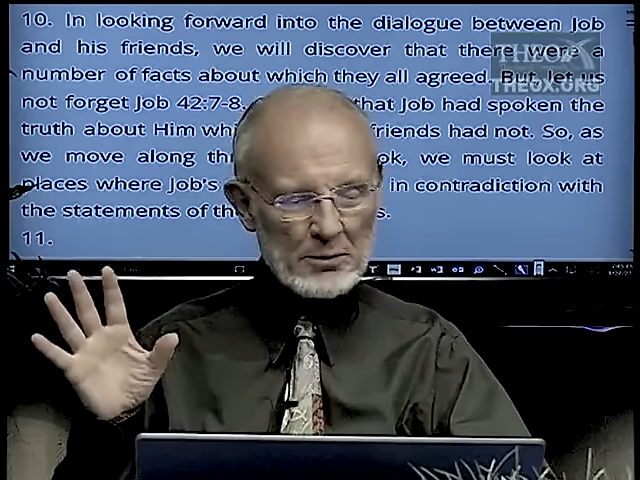 10. In looking forward into the dialogue between Job
and his friends, we will discover that there were a
number of facts about which they all agreed. But, let us
not forget Job 42:7-8. that Job had spoken the
truth about Him friends had not. So, as
we move along ok, we must look at
places where Job's in contradiction with
the statements of s.
11.
THEOX
THEOX.ORG